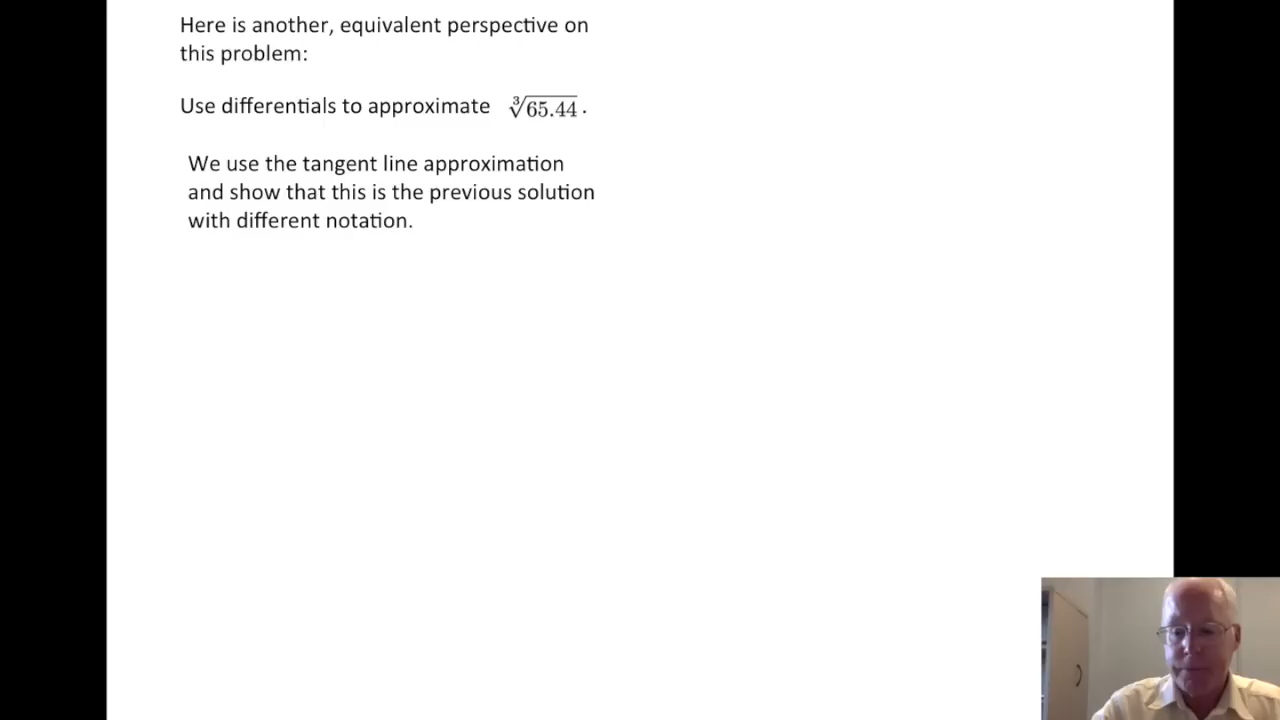 Here is another, equivalent perspective on
this problem:
Use differentials to approximate ∛65.44 .
We use the tangent line approximation
and show that this is the previous solution
with different notation.